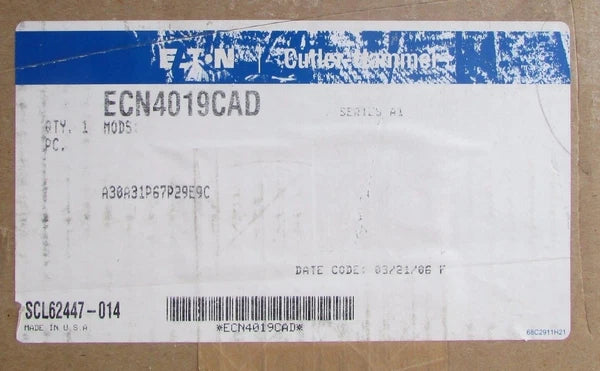 EATON Cutler-Hammer
ECN4019CAD
SERIES A1
QTY. 1 MODS:
PC.
A30A31P67P29E9C
DATE CODE: 03/21/06 F
SCL62447-014
MADE IN U.S.A
*ECN4019CAD*
68C2911H21